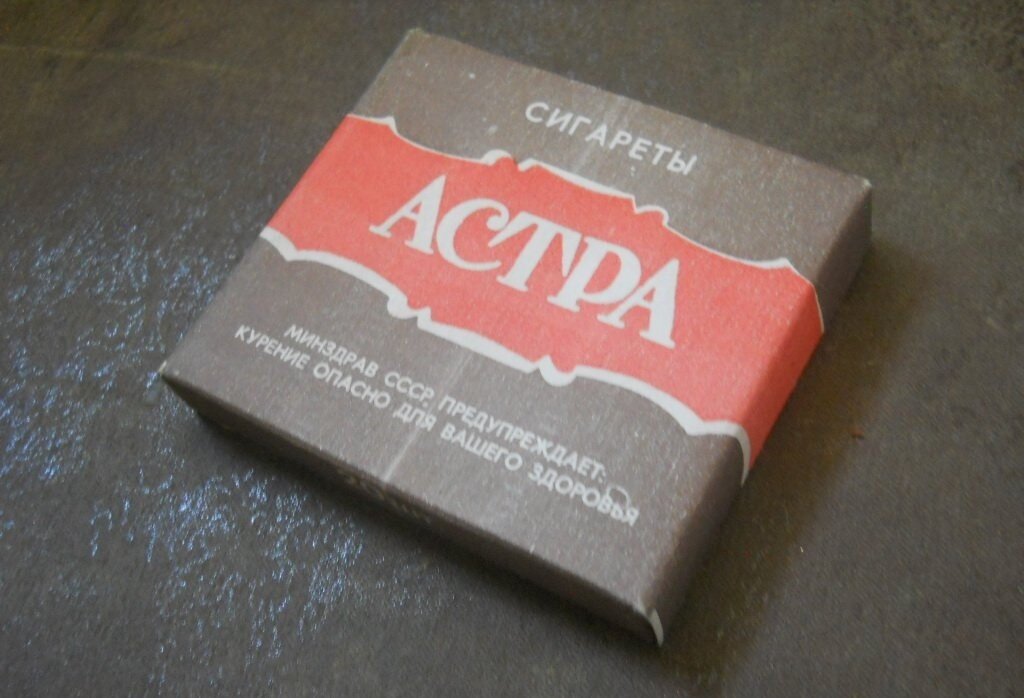 СИГАРЕТЫ
АСТРА
МИНЗДРАВ СССР ПРЕДУПРЕЖДАЕТ:
КУРЕНИЕ ОПАСНО ДЛЯ ВАШЕГО ЗДОРОВЬЯ